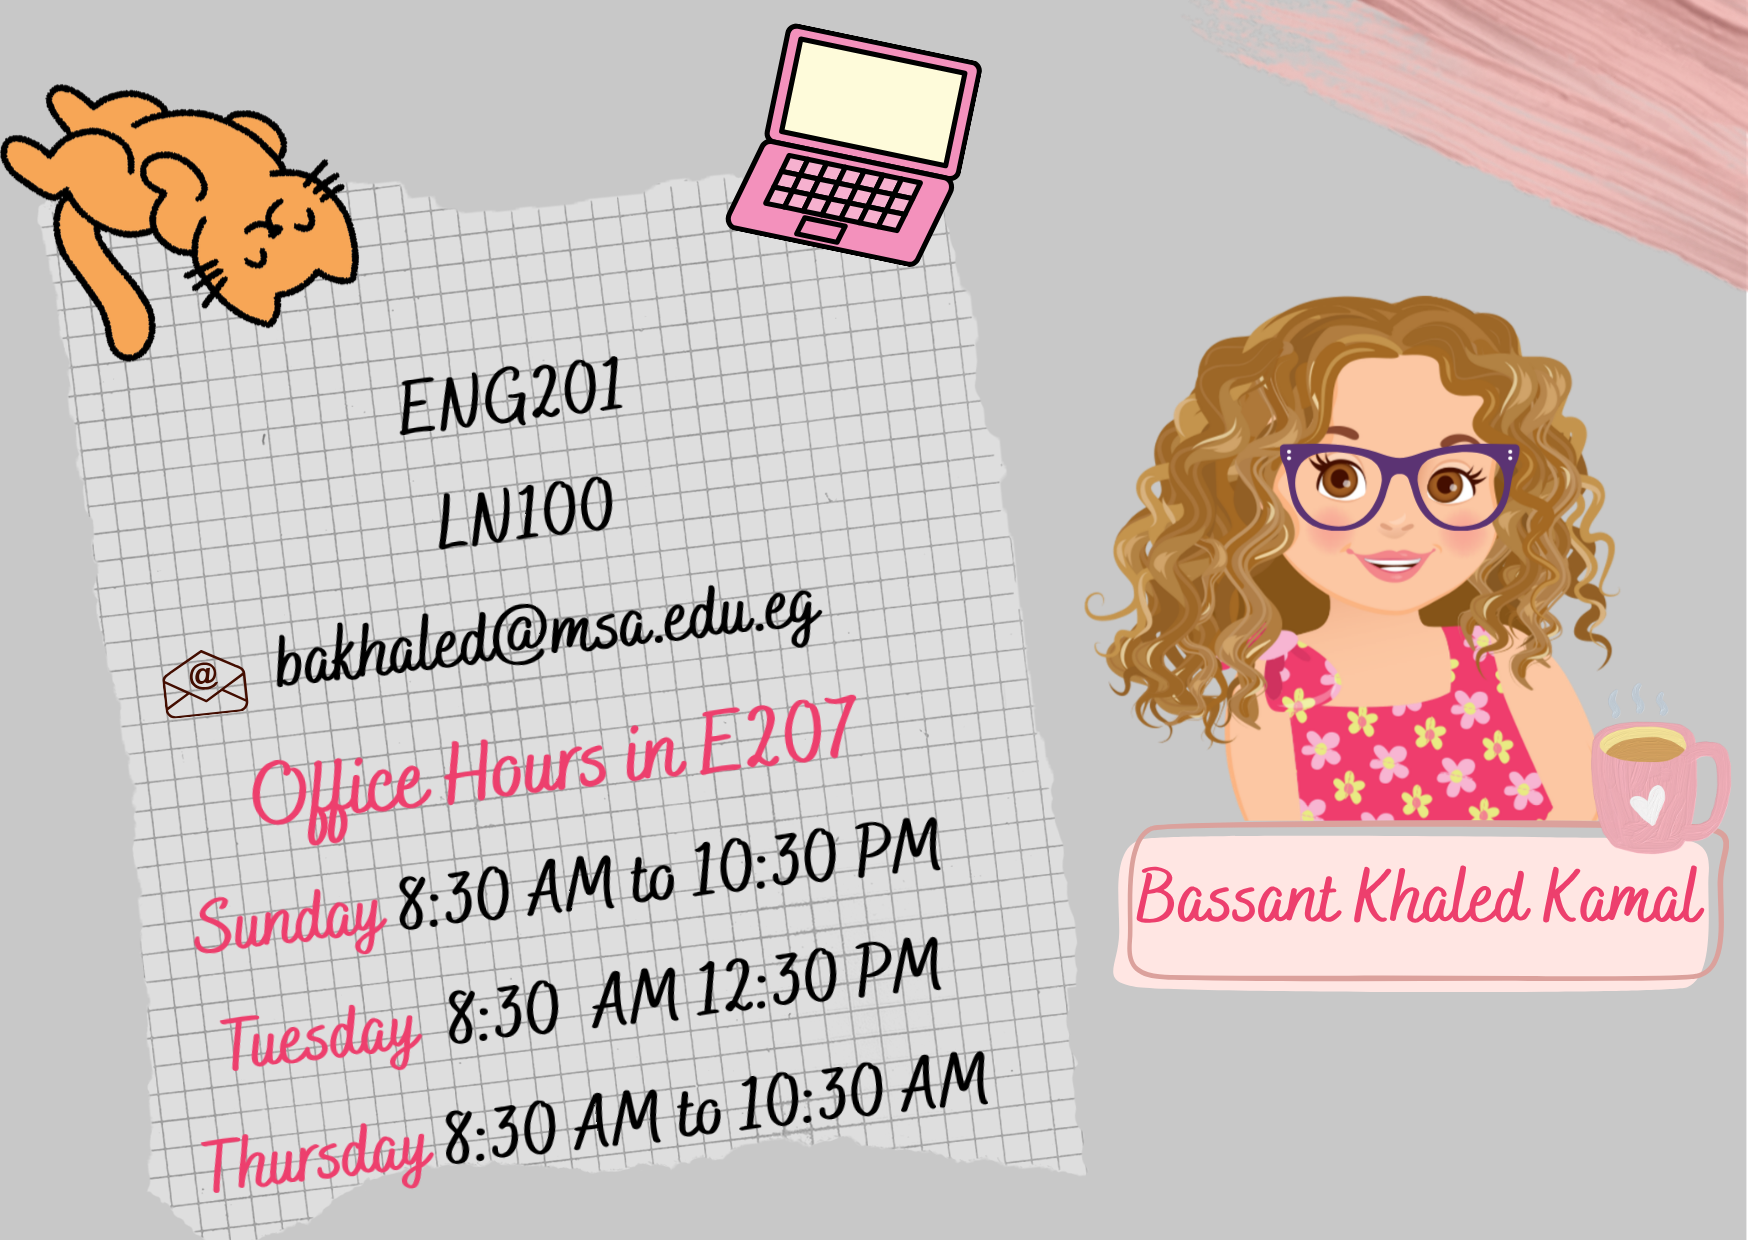 ENG201
LN100
@
bakhaled@msa.edu.eg
Office Hours in E207
Sunday 8:30 AM to 10:30 PM
Tuesday 8:30 AM 12:30 PM
Thursday 8:30 AM to 10:30 AM
Bassant Khaled Kamal